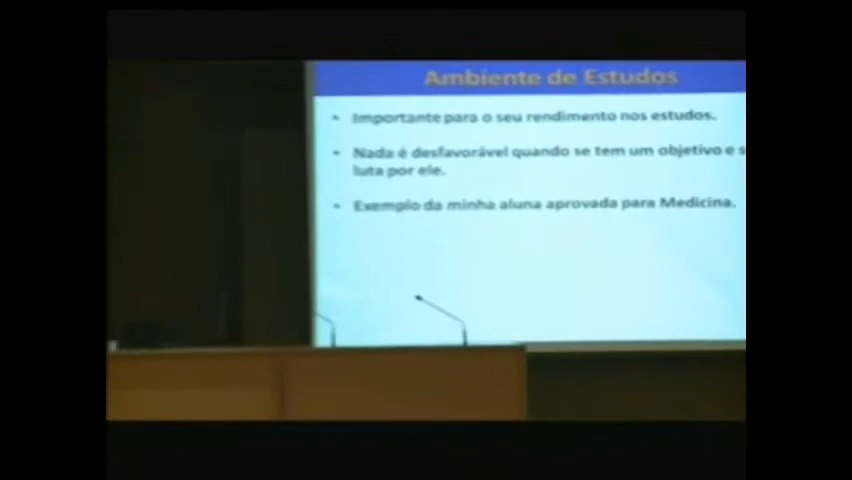 Ambiente de Estudos
• Importante para o seu rendimento nos estudos.
• Nada é desfavorável quando se tem um objetivo e s
luta por ele.
• Exemplo da minha aluna aprovada para Medicina.